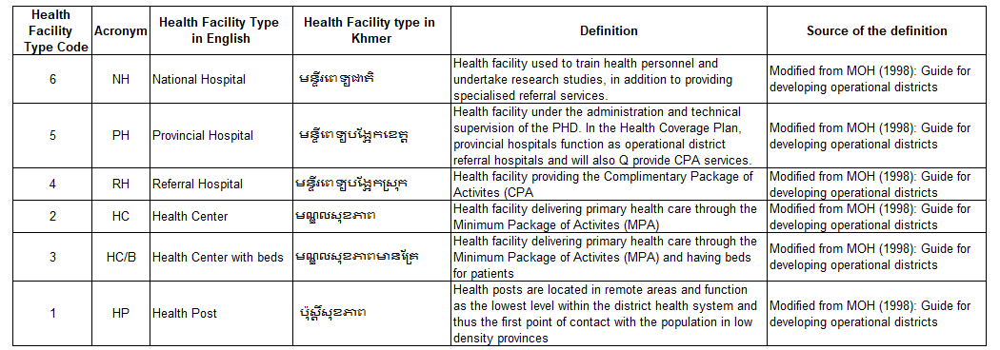 Health
Facility
Type Code
Acronym
Health Facility Type
in English
Health Facility type in
Khmer
Definition
Source of the definition
6
NH
National Hospital
មន្ទីរពេទ្យជាតិ
Health facility used to train health personnel and
undertake research studies, in addition to providing
specialised referral services.
Modified from MOH (1998): Guide for
developing operational districts
5
PH
Provincial Hospital
មន្ទីពេទ្យបង្អែកខេត្ត
Health facility under the administration and technical
supervision of the PHD. In the Health Coverage Plan,
provincial hospitals function as operational district
referral hospitals and will also Q provide CPA services.
Modified from MOH (1998): Guide for
developing operational districts
4
RH
Referral Hospital
មន្ទីរពេទ្យបង្អែកស្រុក
Health facility providing the Complimentary Package of
Activites (CPA
Modified from MOH (1998): Guide for
developing operational districts
2
HC
Health Center
មណ្ឌលសុខភាព
Health facility delivering primary health care through the
Minimum Package of Activites (MPA)
Modified from MOH (1998): Guide for
developing operational districts
3
HC/B
Health Center with beds
មណ្ឌលសុខភាពមានគ្រែ
Health facility delivering primary health care through the
Minimum Package of Activites (MPA) and having beds
for patients
Modified from MOH (1998): Guide for
developing operational districts
1
HP
Health Post
ប៉ុស្តិ៍សុខភាព
Health posts are located in remote areas and function
as the lowest level within the district health system and
thus the first point of contact with the population in low
density provinces
Modified from MOH (1998): Guide for
developing operational districts